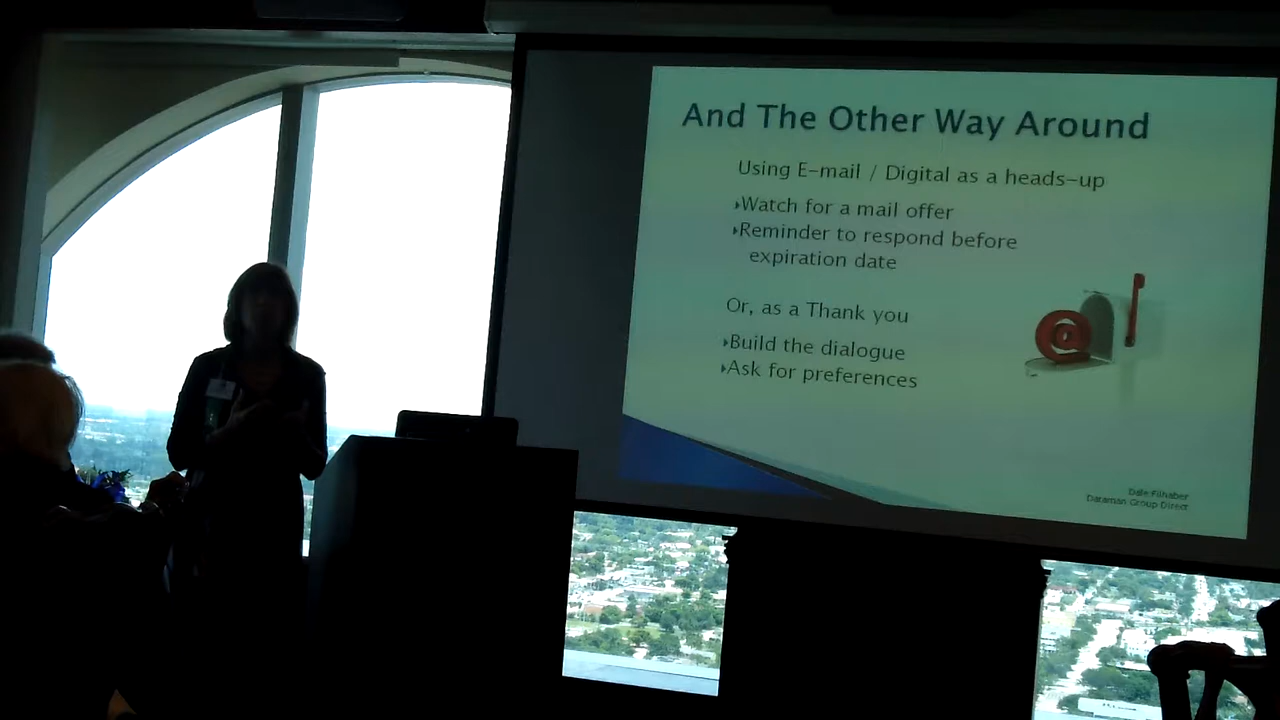 And The Other Way Around
Using E-mail / Digital as a heads-up
Watch for a mail offer
Reminder to respond before
expiration date
Or, as a Thank you
Build the dialogue
Ask for preferences
@
Dale Filhaber
Dataman Group Direct